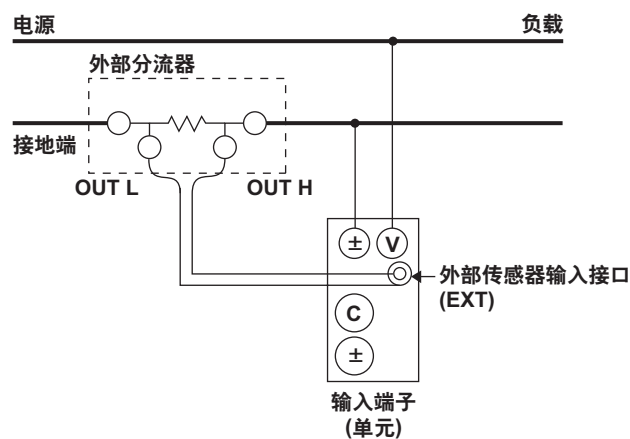 电源
负载
外部分流器
接地端
OUT L
OUT H
±
V
外部传感器输入接口
(EXT)
C
±
输入端子
(单元)